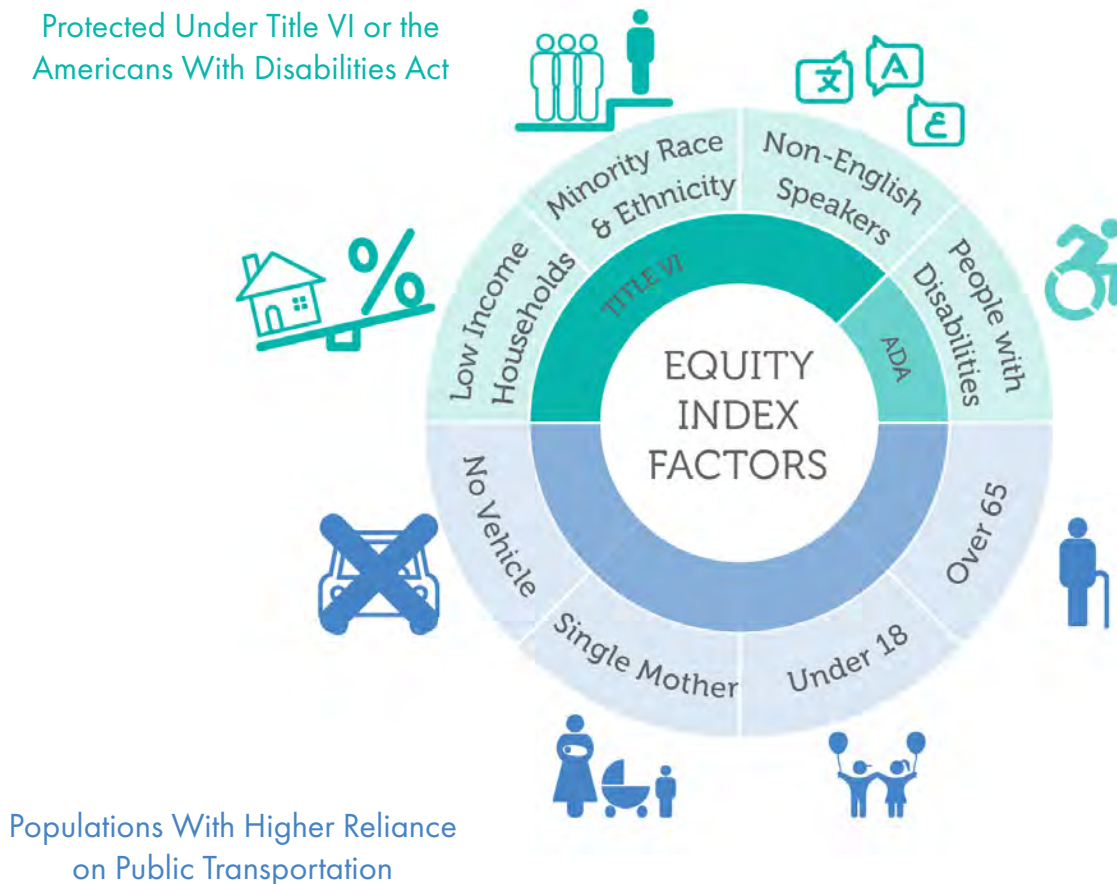 Protected Under Title VI or the
Americans With Disabilities Act
文
A
ع
Minority Race
& Ethnicity
Non-English
Speakers
Low Income
Households
People with
Disabilities
TITLE VI
ADA
%
EQUITY
INDEX
FACTORS
No Vehicle
Over 65
Single Mother
Under 18
Populations With Higher Reliance
on Public Transportation